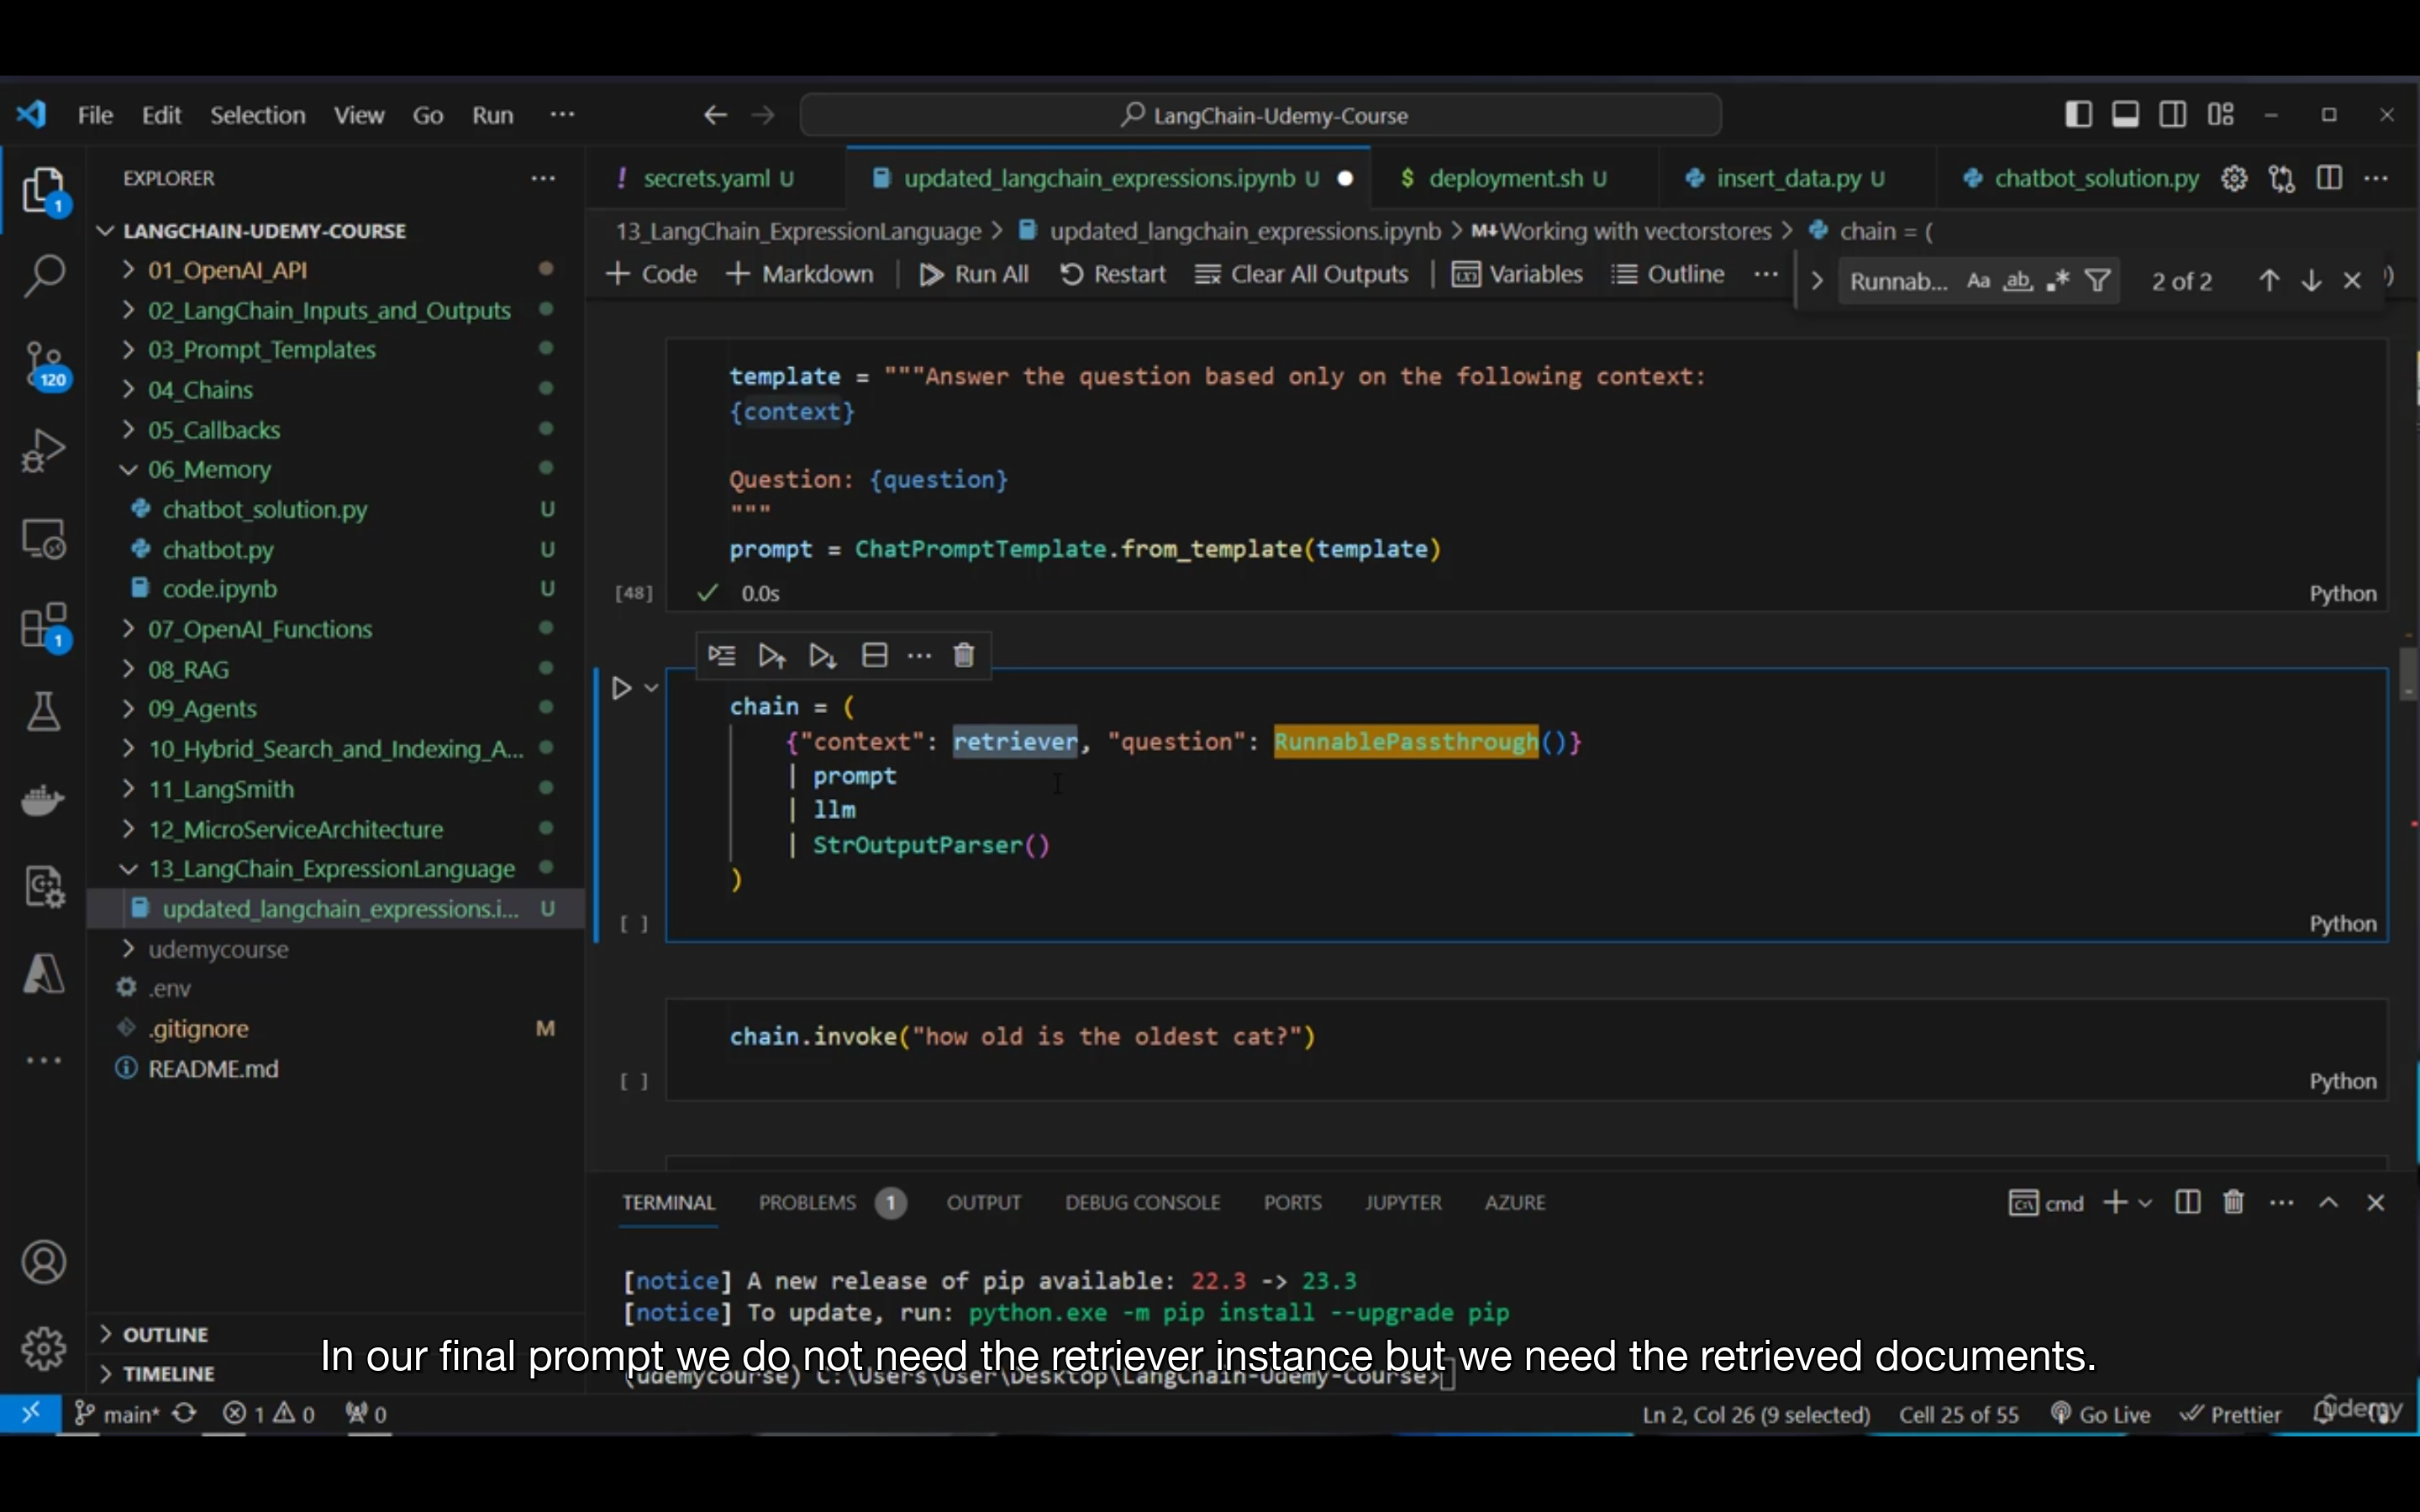 File Edit Selection View Go Run ··· LangChain-Udemy-Course
EXPLORER ···
LANGCHAIN-UDEMY-COURSE
01_OpenAI_API
02_LangChain_Inputs_and_Outputs
03_Prompt_Templates
04_Chains
05_Callbacks
06_Memory
chatbot_solution.py U
chatbot.py U
code.ipynb U
07_OpenAI_Functions
08_RAG
09_Agents
10_Hybrid_Search_and_Indexing_A...
11_LangSmith
12_MicroServiceArchitecture
13_LangChain_ExpressionLanguage
updated_langchain_expressions.i... U
udemycourse
.env
.gitignore M
README.md
OUTLINE
TIMELINE
1
120
1
! secrets.yaml U updated_langchain_expressions.ipynb U $ deployment.sh U insert_data.py U chatbot_solution.py
13_LangChain_ExpressionLanguage > updated_langchain_expressions.ipynb > M↓Working with vectorstores > chain = (
+ Code + Markdown Run All Restart Clear All Outputs Variables Outline ···
Runnab... Aa ab .* 2 of 2
template = """Answer the question based only on the following context:
{context}
Question: {question}
"""
prompt = ChatPromptTemplate.from_template(template)
[48] ✓ 0.0s Python
chain = (
{"context": retriever, "question": RunnablePassthrough()}
| prompt
| llm
| StrOutputParser()
)
[ ] Python
chain.invoke("how old is the oldest cat?")
[ ] Python
TERMINAL PROBLEMS 1 OUTPUT DEBUG CONSOLE PORTS JUPYTER AZURE cmd
[notice] A new release of pip available: 22.3 -> 23.3
[notice] To update, run: python.exe -m pip install --upgrade pip
In our final prompt we do not need the retriever instance but we need the retrieved documents.
(udemycourse) C:\Users\User\Desktop\LangChain-Udemy-Course>
main* 1 0 0 Ln 2, Col 26 (9 selected) Cell 25 of 55 Go Live Prettier
udemy